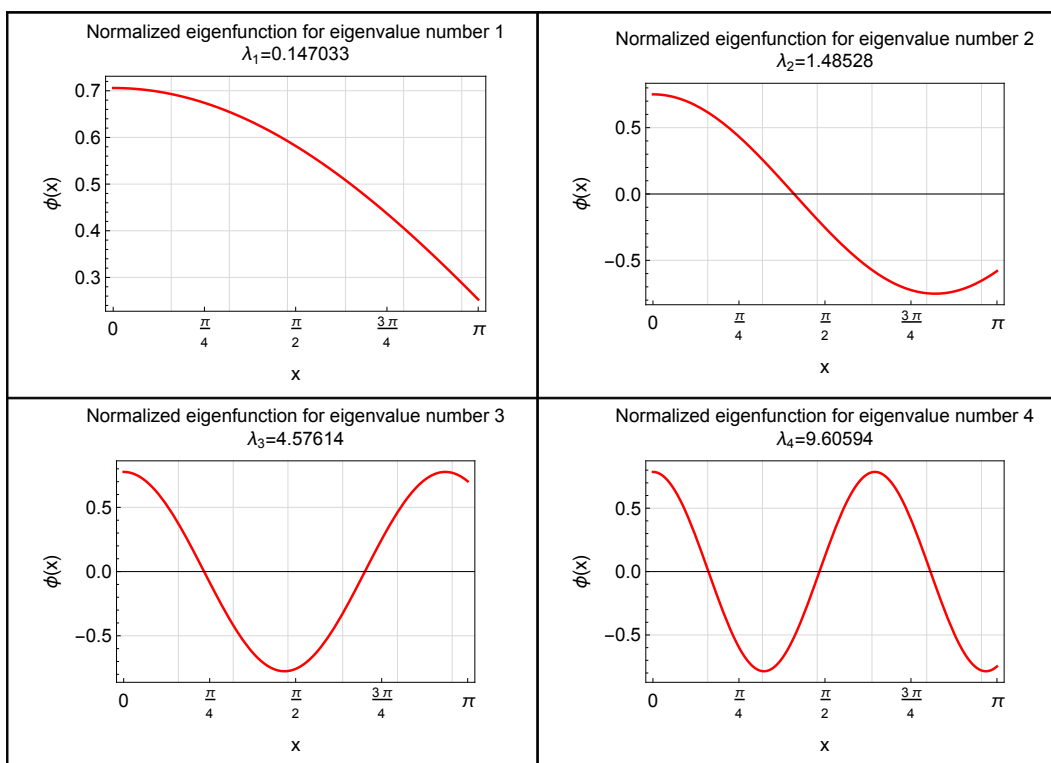 Normalized eigenfunction for eigenvalue number 1
λ₁=0.147033
0.7
0.6
0.5
0.4
0.3
ϕ(x)
0 π/4 π/2 3π/4 π
x
Normalized eigenfunction for eigenvalue number 2
λ₂=1.48528
0.5
0.0
−0.5
ϕ(x)
0 π/4 π/2 3π/4 π
x
Normalized eigenfunction for eigenvalue number 3
λ₃=4.57614
0.5
0.0
−0.5
ϕ(x)
0 π/4 π/2 3π/4 π
x
Normalized eigenfunction for eigenvalue number 4
λ₄=9.60594
0.5
0.0
−0.5
ϕ(x)
0 π/4 π/2 3π/4 π
x